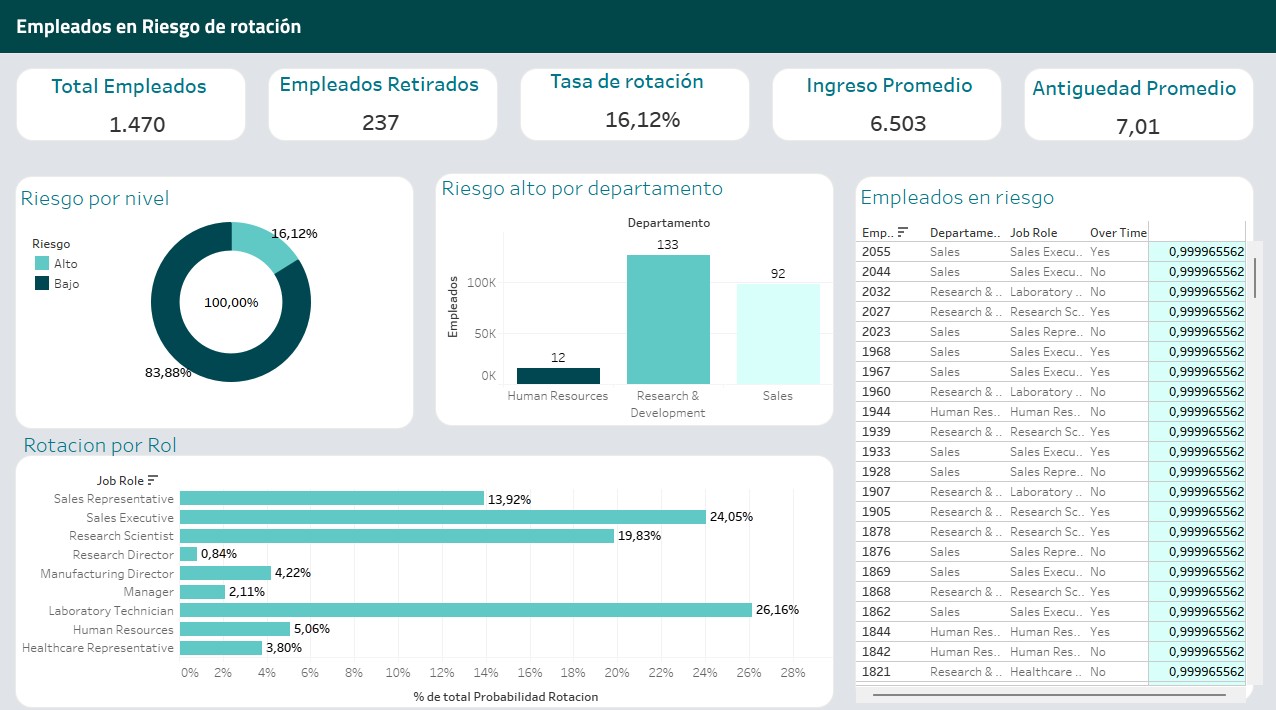 Empleados en Riesgo de rotación
Total Empleados
1.470
Empleados Retirados
237
Tasa de rotación
16,12%
Ingreso Promedio
6.503
Antiguedad Promedio
7,01
Riesgo por nivel
Riesgo
Alto
Bajo
16,12%
100,00%
83,88%
Riesgo alto por departamento
Departamento
Empleados
100K
50K
0K
12
133
92
Human Resources
Research &
Development
Sales
Rotacion por Rol
Job Role
Sales Representative 13,92%
Sales Executive 24,05%
Research Scientist 19,83%
Research Director 0,84%
Manufacturing Director 4,22%
Manager 2,11%
Laboratory Technician 26,16%
Human Resources 5,06%
Healthcare Representative 3,80%
0% 2% 4% 6% 8% 10% 12% 14% 16% 18% 20% 22% 24% 26% 28%
% de total Probabilidad Rotacion
Empleados en riesgo
Emp.. Departame.. Job Role Over Time
2055 Sales Sales Execu.. Yes 0,999965562
2044 Sales Sales Execu.. No 0,999965562
2032 Research & .. Laboratory .. No 0,999965562
2027 Research & .. Research Sc.. Yes 0,999965562
2023 Sales Sales Repre.. No 0,999965562
1968 Sales Sales Execu.. Yes 0,999965562
1967 Sales Sales Execu.. Yes 0,999965562
1960 Research & .. Laboratory .. No 0,999965562
1944 Human Res.. Human Res.. No 0,999965562
1939 Research & .. Research Sc.. Yes 0,999965562
1933 Sales Sales Execu.. Yes 0,999965562
1928 Sales Sales Repre.. No 0,999965562
1907 Research & .. Laboratory .. No 0,999965562
1905 Research & .. Research Sc.. Yes 0,999965562
1878 Research & .. Research Sc.. Yes 0,999965562
1876 Sales Sales Repre.. No 0,999965562
1869 Sales Sales Execu.. No 0,999965562
1868 Research & .. Research Sc.. Yes 0,999965562
1862 Sales Sales Execu.. Yes 0,999965562
1844 Human Res.. Human Res.. Yes 0,999965562
1842 Human Res.. Human Res.. No 0,999965562
1821 Research & .. Healthcare .. No 0,999965562